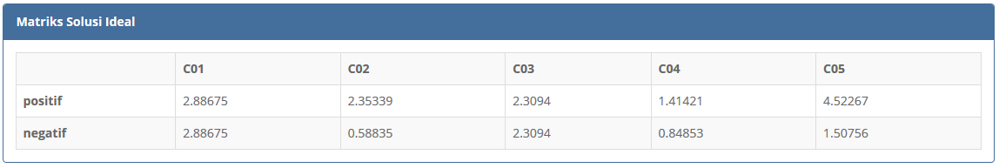 Matriks Solusi Ideal
C01 C02 C03 C04 C05
positif 2.88675 2.35339 2.3094 1.41421 4.52267
negatif 2.88675 0.58835 2.3094 0.84853 1.50756